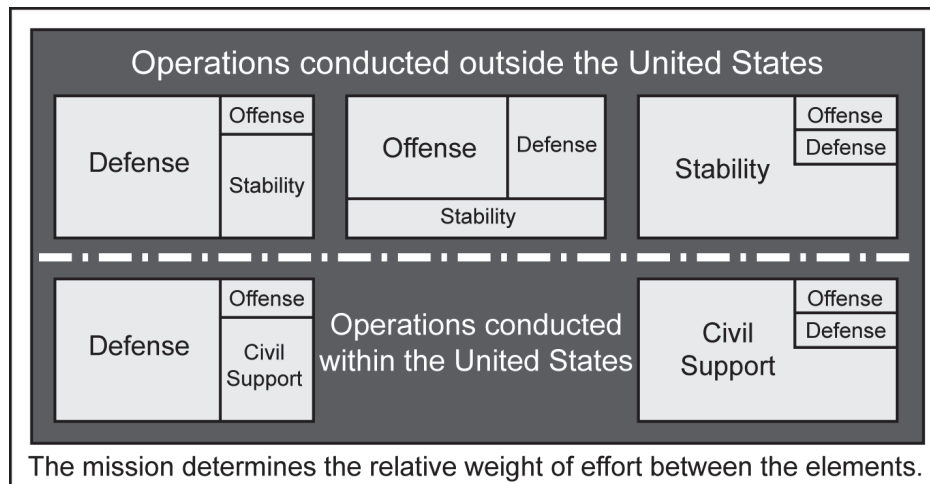 Operations conducted outside the United States
Defense
Offense
Stability
Offense
Defense
Stability
Stability
Offense
Defense
Defense
Offense
Civil
Support
Operations conducted
within the United States
Civil
Support
Offense
Defense
The mission determines the relative weight of effort between the elements.